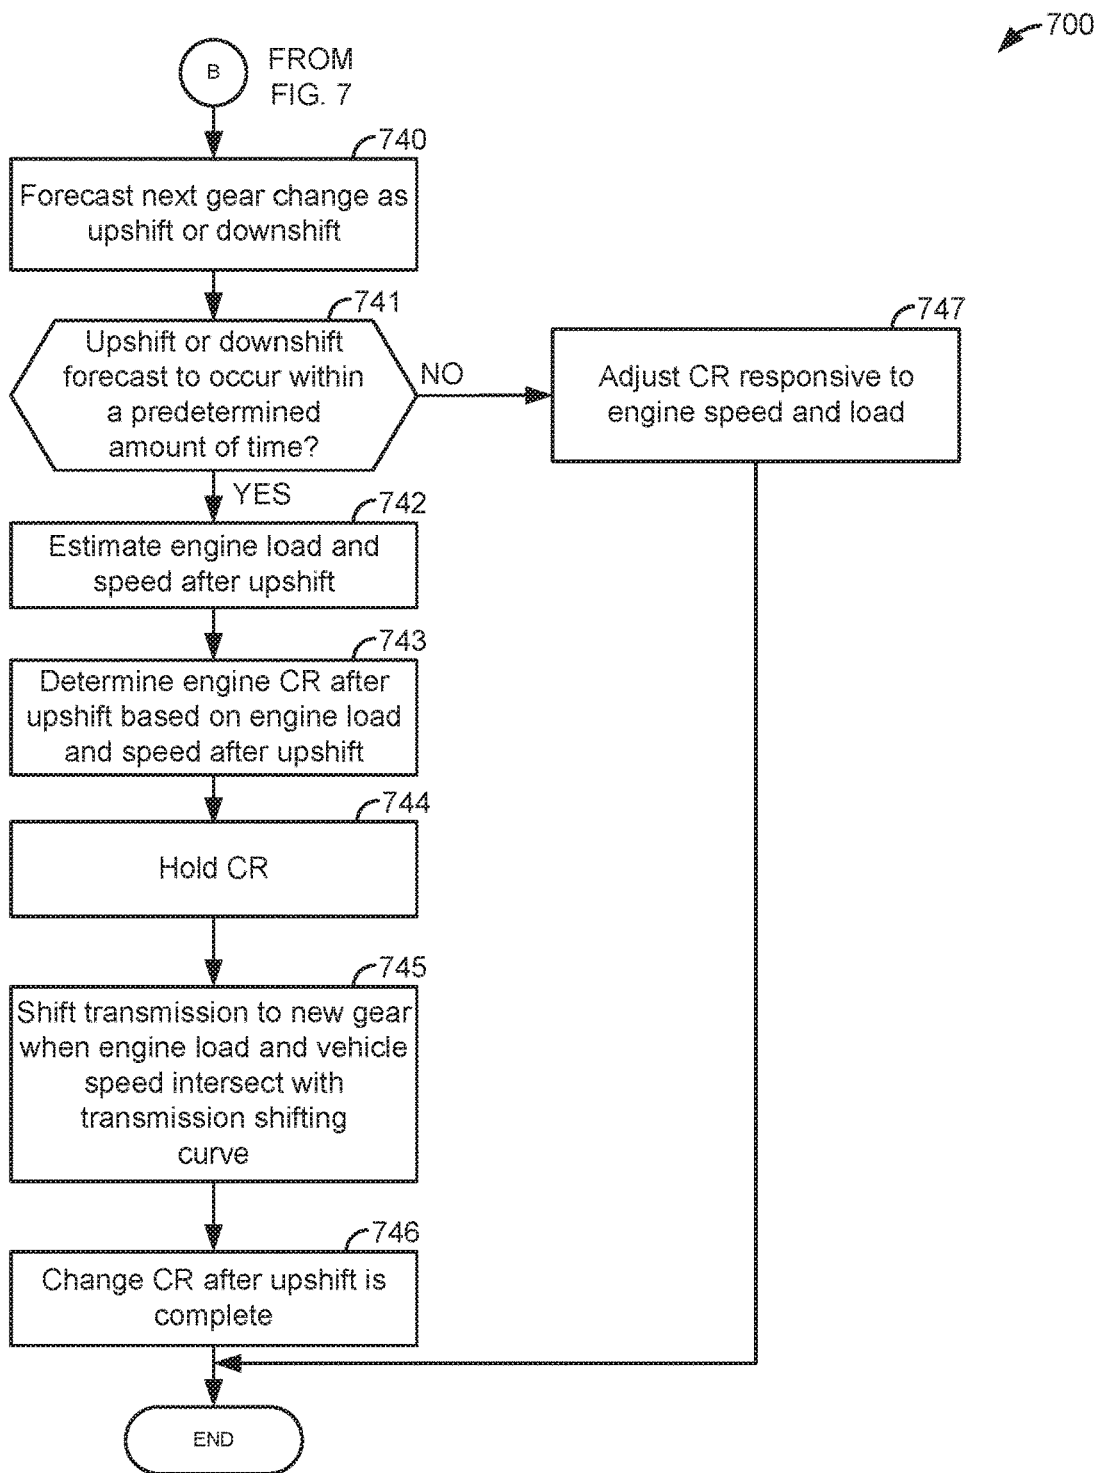 700
B
FROM
FIG. 7
740
Forecast next gear change as
upshift or downshift
741
Upshift or downshift
forecast to occur within
a predetermined
amount of time?
NO
747
Adjust CR responsive to
engine speed and load
YES
742
Estimate engine load and
speed after upshift
743
Determine engine CR after
upshift based on engine load
and speed after upshift
744
Hold CR
745
Shift transmission to new gear
when engine load and vehicle
speed intersect with
transmission shifting
curve
746
Change CR after upshift is
complete
END